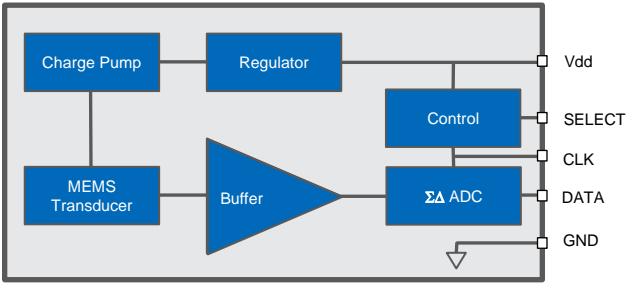 Charge Pump
Regulator
Vdd
Control
SELECT
CLK
MEMS
Transducer
Buffer
ΣΔ ADC
DATA
GND